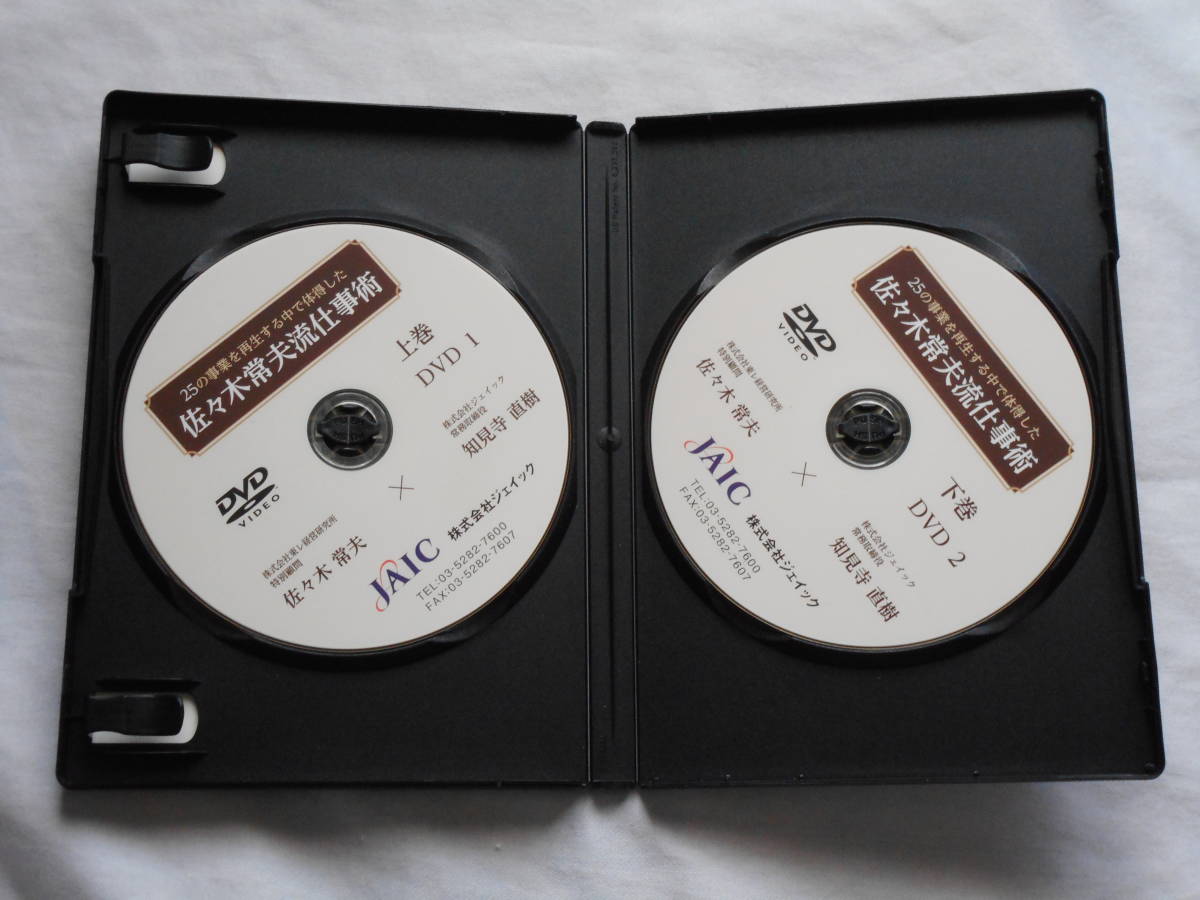 25の事業を再生する中で体得した
佐々木常夫流仕事術
上巻
DVD 1
DVD
VIDEO
株式会社東レ経営研究所
特別顧問
佐々木 常夫
×
株式会社ジェイック
常務取締役
知見寺 直樹
JAIC 株式会社ジェイック
TEL:03-5282-7600
FAX:03-5282-7607
25の事業を再生する中で体得した
佐々木常夫流仕事術
下巻
DVD 2
DVD
VIDEO
株式会社東レ経営研究所
特別顧問
佐々木 常夫
×
株式会社ジェイック
常務取締役
知見寺 直樹
JAIC 株式会社ジェイック
TEL:03-5282-7600
FAX:03-5282-7607